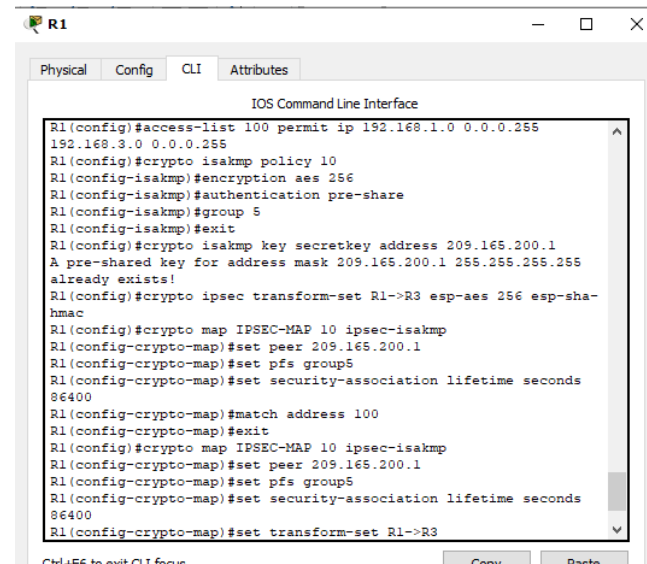 R1
Physical Config CLI Attributes
IOS Command Line Interface
R1(config)#access-list 100 permit ip 192.168.1.0 0.0.0.255
192.168.3.0 0.0.0.255
R1(config)#crypto isakmp policy 10
R1(config-isakmp)#encryption aes 256
R1(config-isakmp)#authentication pre-share
R1(config-isakmp)#group 5
R1(config-isakmp)#exit
R1(config)#crypto isakmp key secretkey address 209.165.200.1
A pre-shared key for address mask 209.165.200.1 255.255.255.255
already exists!
R1(config)#crypto ipsec transform-set R1->R3 esp-aes 256 esp-sha-
hmac
R1(config)#crypto map IPSEC-MAP 10 ipsec-isakmp
R1(config-crypto-map)#set peer 209.165.200.1
R1(config-crypto-map)#set pfs group5
R1(config-crypto-map)#set security-association lifetime seconds
86400
R1(config-crypto-map)#match address 100
R1(config-crypto-map)#exit
R1(config)#crypto map IPSEC-MAP 10 ipsec-isakmp
R1(config-crypto-map)#set peer 209.165.200.1
R1(config-crypto-map)#set pfs group5
R1(config-crypto-map)#set security-association lifetime seconds
86400
R1(config-crypto-map)#set transform-set R1->R3
Ctrl+F6 to exit CLI focus Copy Paste